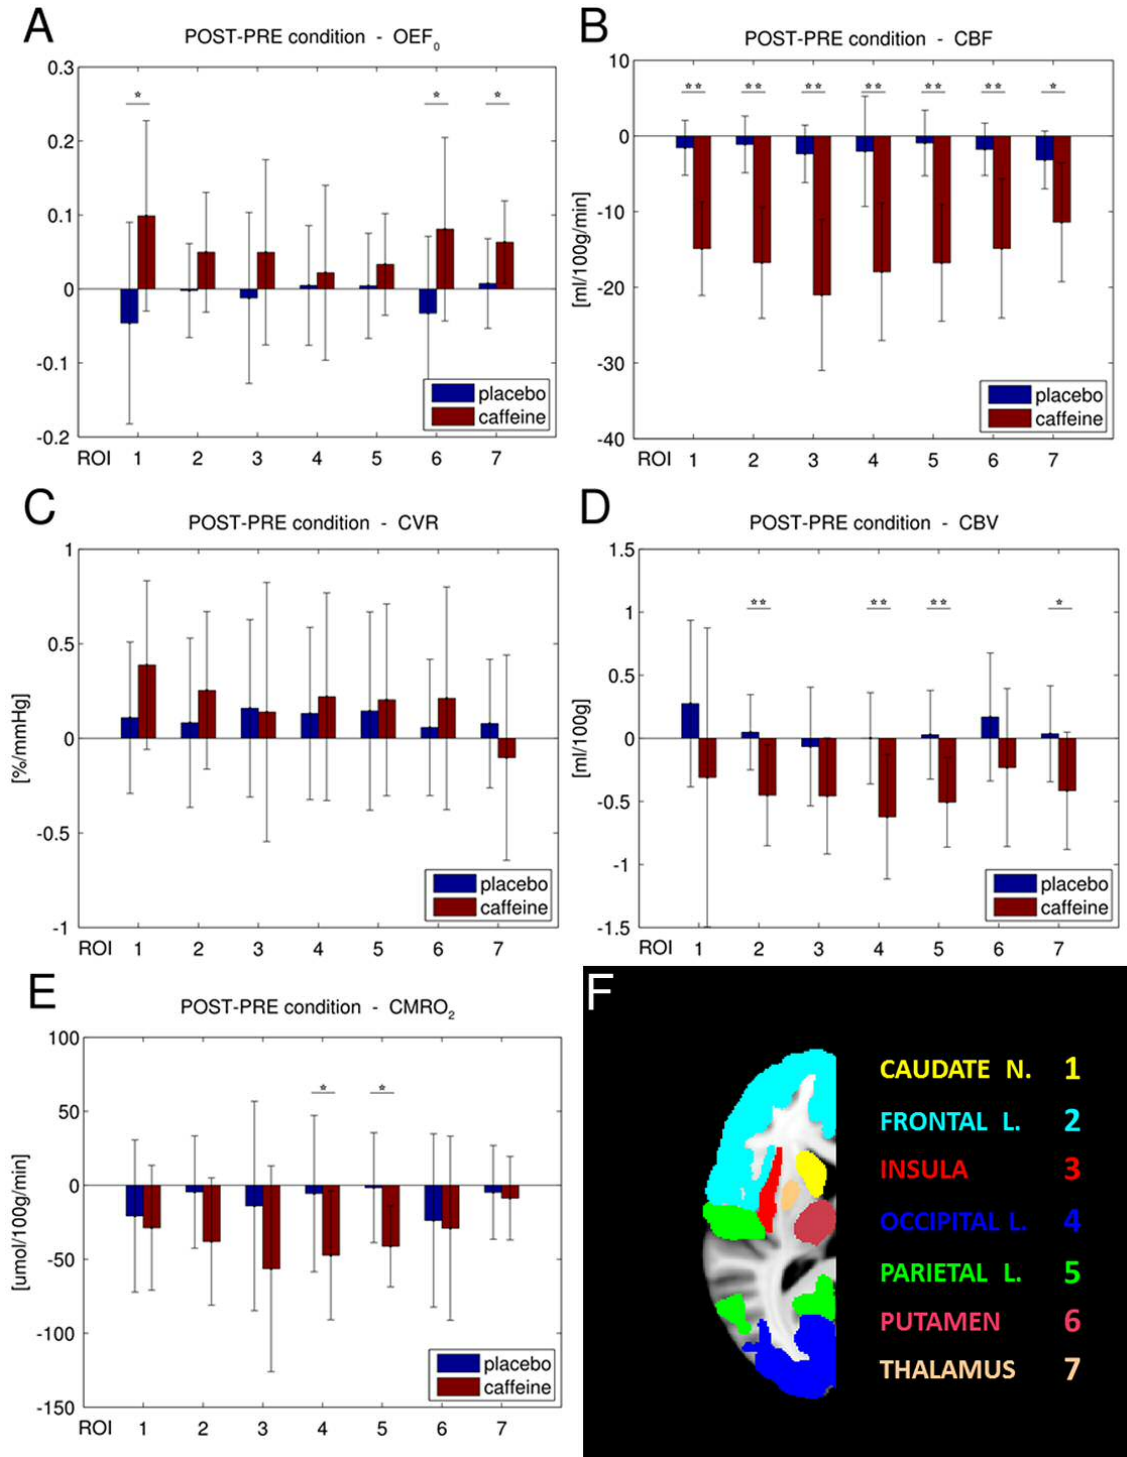 A
POST-PRE condition - OEF0
0.3
0.2
0.1
0
-0.1
-0.2
* * *
placebo
caffeine
ROI 1 2 3 4 5 6 7
B
POST-PRE condition - CBF
[ml/100g/min]
10
0
-10
-20
-30
-40
** ** ** ** ** ** *
placebo
caffeine
ROI 1 2 3 4 5 6 7
C
POST-PRE condition - CVR
[%/mmHg]
1
0.5
0
-0.5
-1
placebo
caffeine
ROI 1 2 3 4 5 6 7
D
POST-PRE condition - CBV
[ml/100g]
1.5
1
0.5
0
-0.5
-1
-1.5
** ** ** *
placebo
caffeine
ROI 1 2 3 4 5 6 7
E
POST-PRE condition - CMRO2
[umol/100g/min]
100
50
0
-50
-100
-150
* *
placebo
caffeine
ROI 1 2 3 4 5 6 7
F
CAUDATE N. 1
FRONTAL L. 2
INSULA 3
OCCIPITAL L. 4
PARIETAL L. 5
PUTAMEN 6
THALAMUS 7